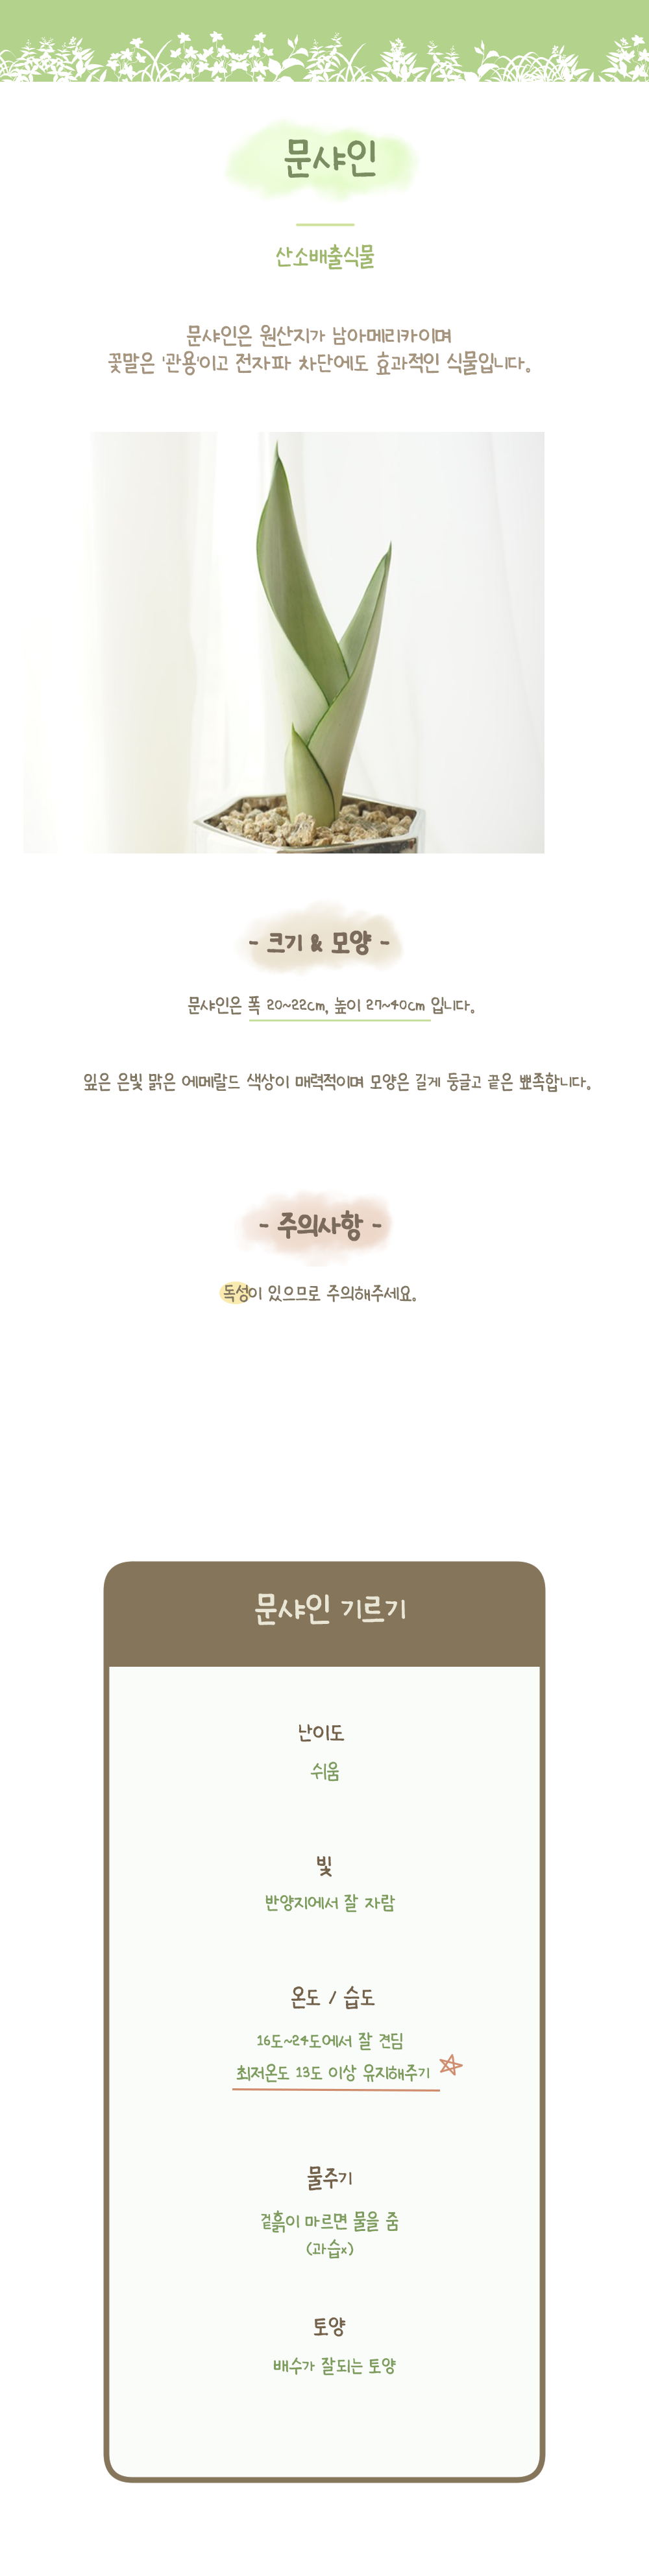 문샤인
산소배출식물
문샤인은 원산지가 남아메리카이며
꽃말은 '관용'이고 전자파 차단에도 효과적인 식물입니다.
- 크기 & 모양 -
문샤인은 폭 20~22cm, 높이 27~40cm 입니다.
잎은 은빛 맑은 에메랄드 색상이 매력적이며 모양은 길게 둥글고 끝은 뾰족합니다.
- 주의사항 -
독성이 있으므로 주의해주세요.
문샤인 기르기
난이도
쉬움
빛
반양지에서 잘 자람
온도 / 습도
16도~24도에서 잘 견딤
최저온도 13도 이상 유지해주기
물주기
겉흙이 마르면 물을 줌
(과습x)
토양
배수가 잘되는 토양